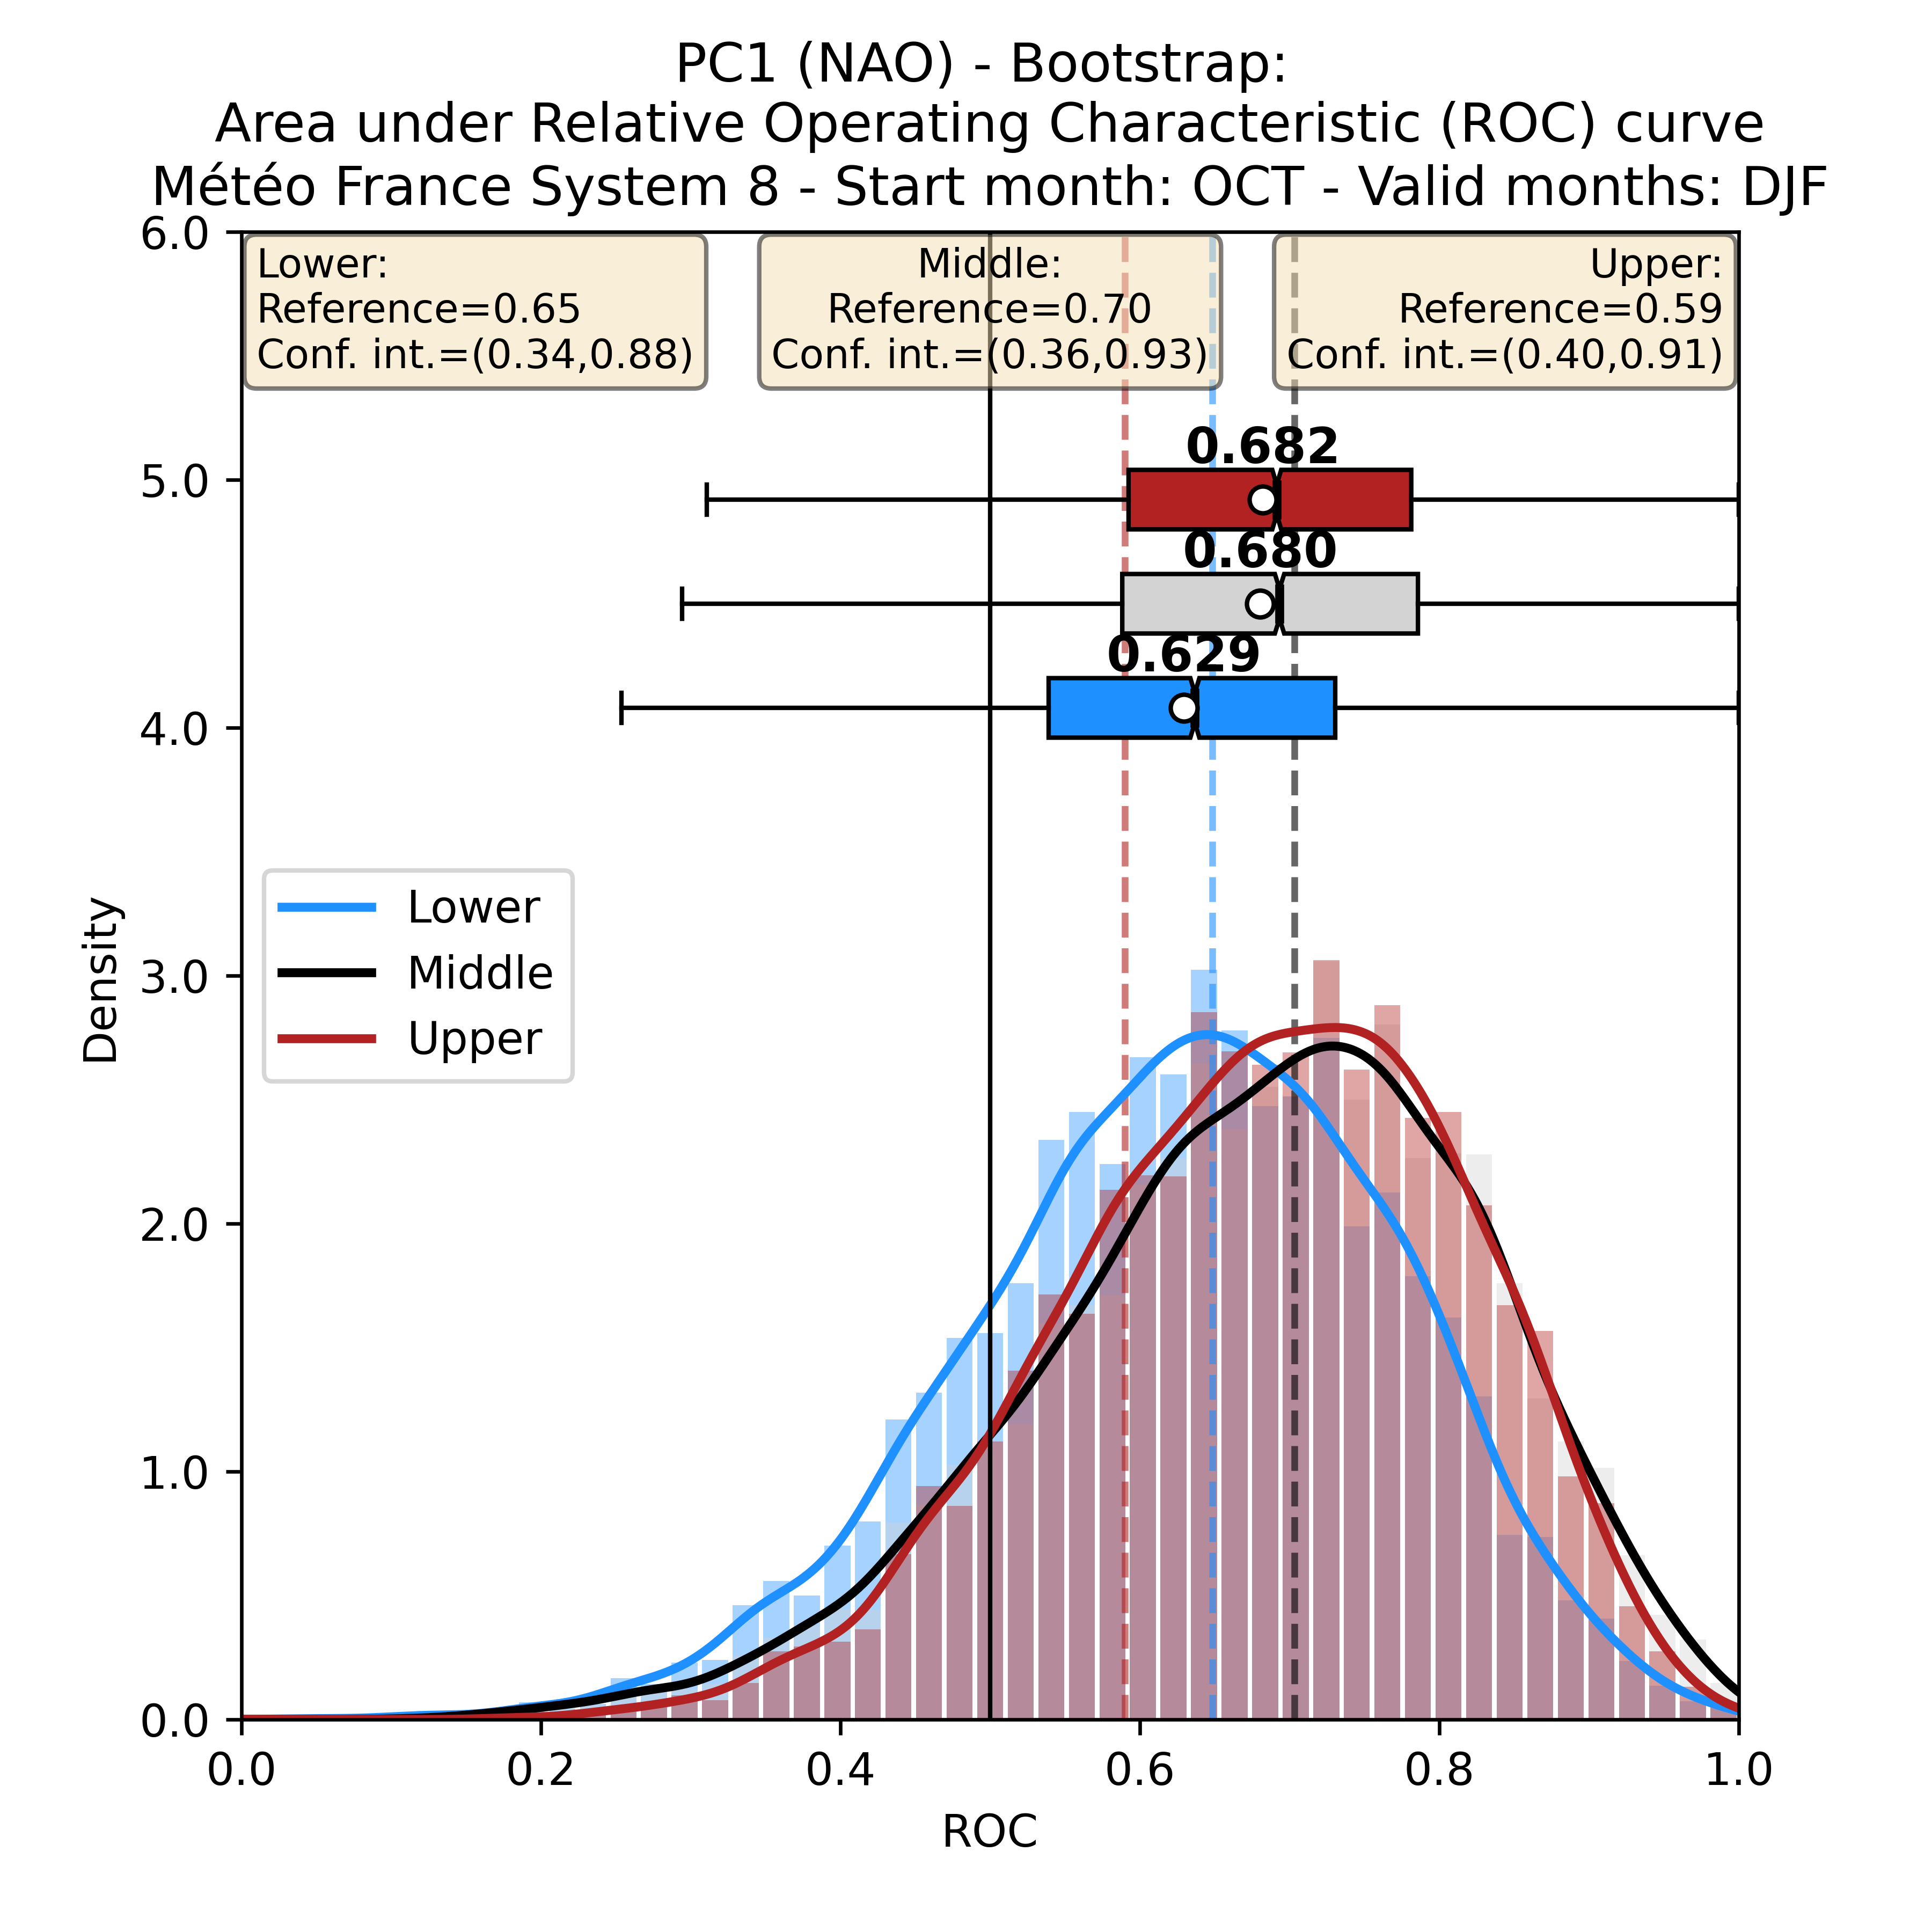 PC1 (NAO) - Bootstrap:
Area under Relative Operating Characteristic (ROC) curve
Météo France System 8 - Start month: OCT - Valid months: DJF
Lower:
Reference=0.65
Conf. int.=(0.34,0.88)
Middle:
Reference=0.70
Conf. int.=(0.36,0.93)
Upper:
Reference=0.59
Conf. int.=(0.40,0.91)
0.682
0.680
0.629
6.0
5.0
4.0
3.0
2.0
1.0
0.0
Density
Lower
Middle
Upper
0.0 0.2 0.4 0.6 0.8 1.0
ROC